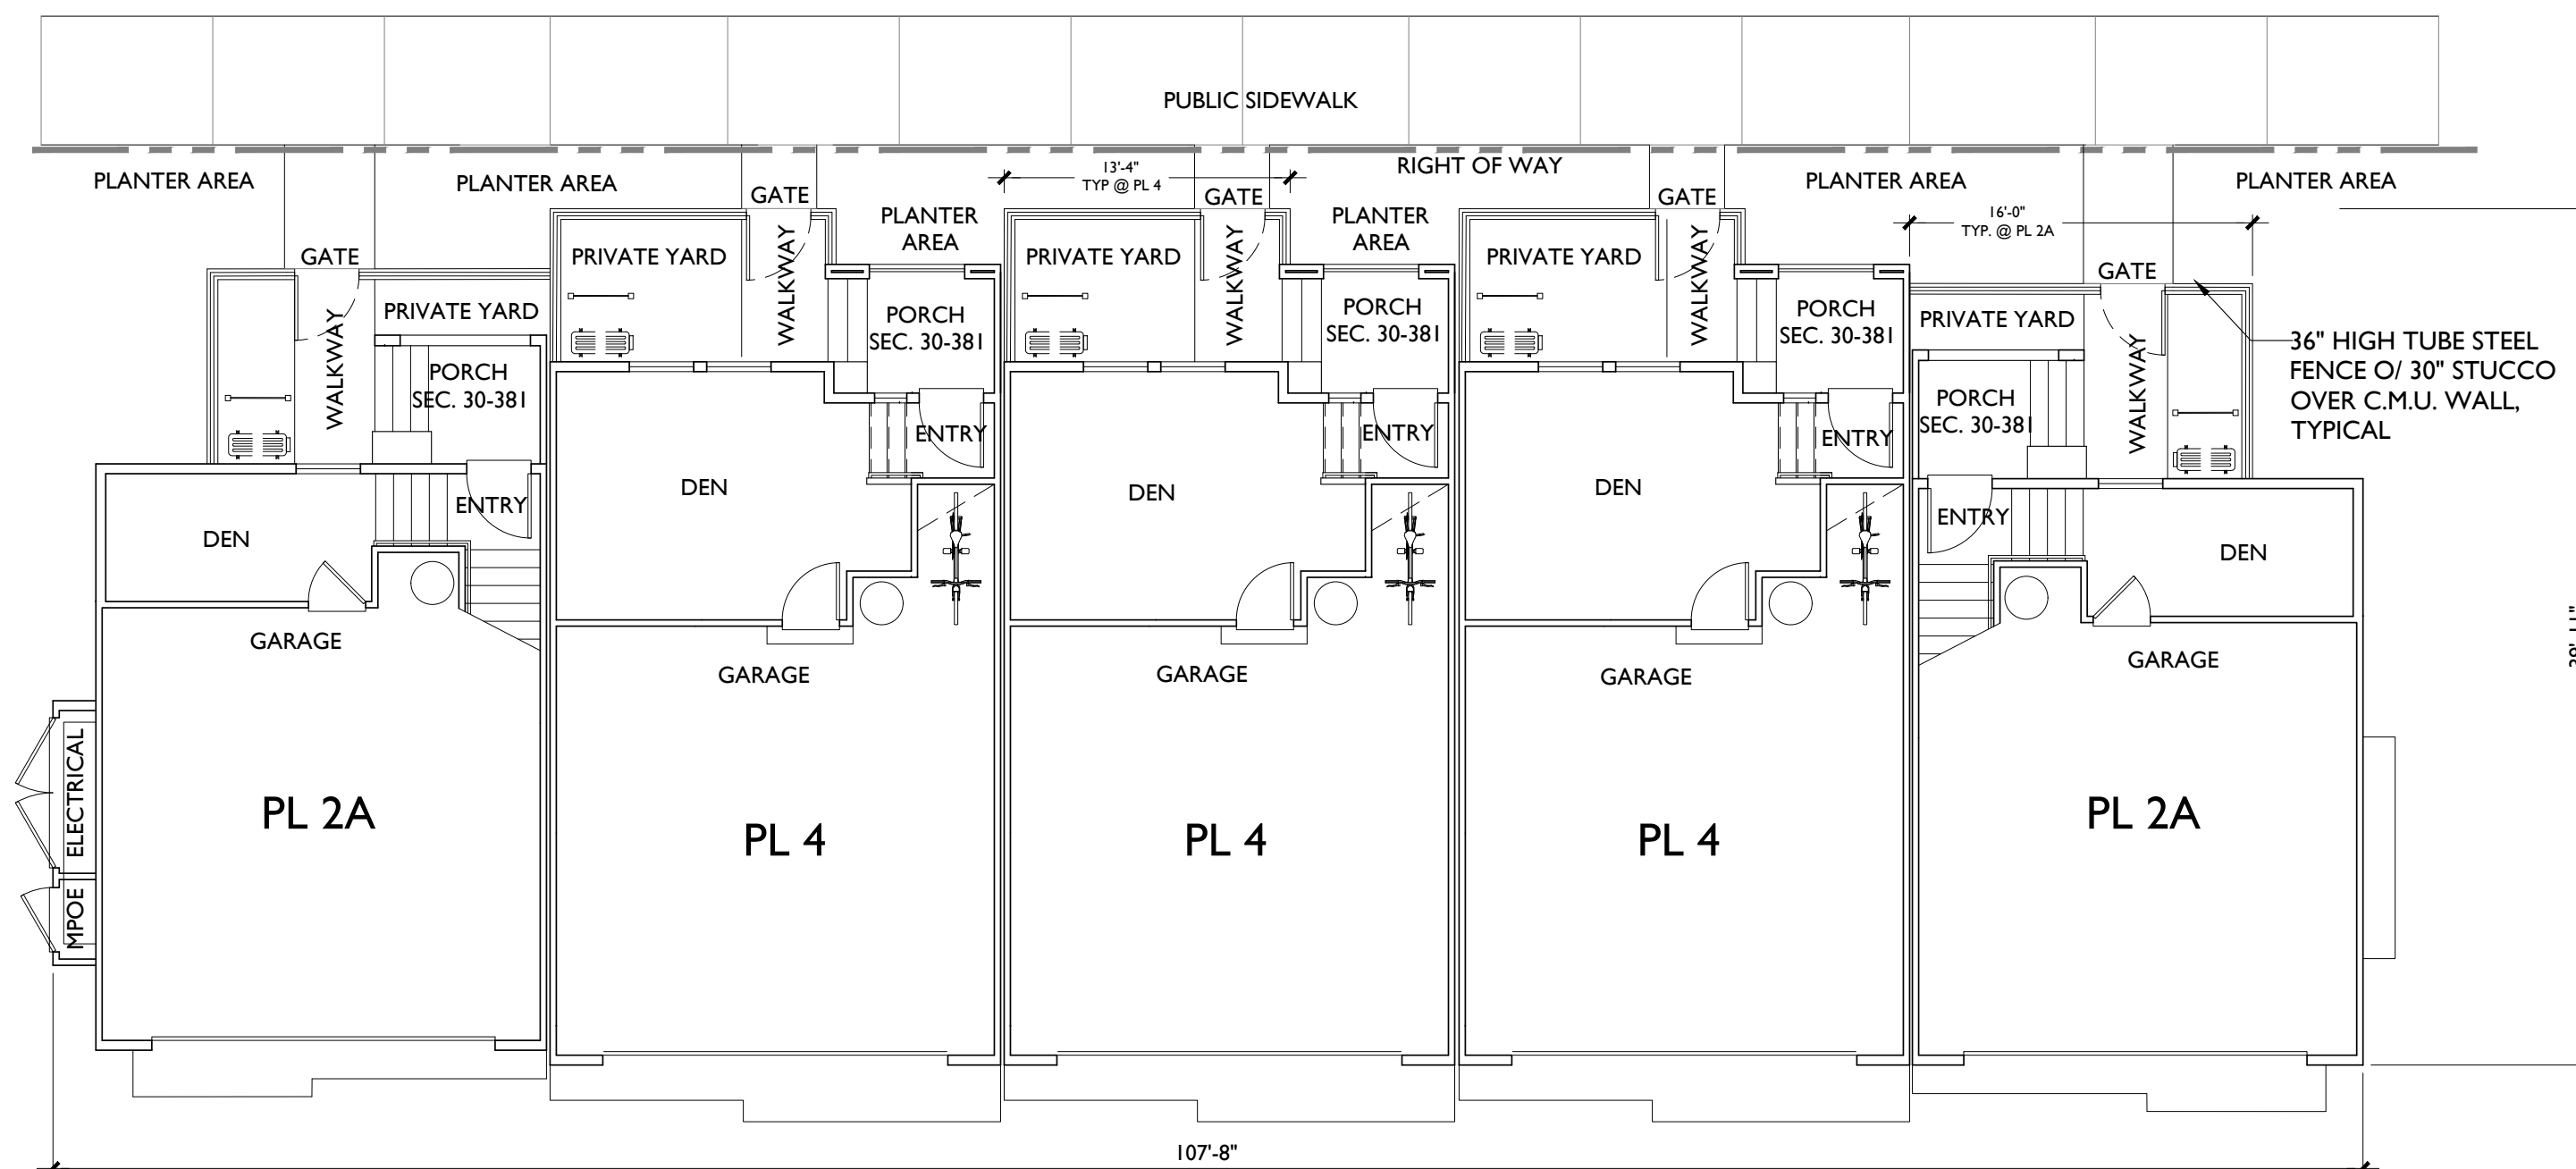 PUBLIC SIDEWALK
PLANTER AREA
PLANTER AREA
13'-4"
TYP @ PL 4
RIGHT OF WAY
PLANTER AREA
PLANTER AREA
GATE
GATE
GATE
PLANTER
AREA
PLANTER
AREA
16'-0"
TYP. @ PL 2A
GATE
PRIVATE YARD
WALKWAY
PRIVATE YARD
WALKWAY
PRIVATE YARD
WALKWAY
GATE
PRIVATE YARD
WALKWAY
PORCH
SEC. 30-381
PORCH
SEC. 30-381
PORCH
SEC. 30-381
PRIVATE YARD
WALKWAY
36" HIGH TUBE STEEL
FENCE O/ 30" STUCCO
OVER C.M.U. WALL,
TYPICAL
PORCH
SEC. 30-381
PORCH
SEC. 30-381
ENTRY
ENTRY
ENTRY
DEN
DEN
DEN
ENTRY
ENTRY
DEN
DEN
GARAGE
GARAGE
GARAGE
GARAGE
GARAGE
ELECTRICAL
MPOE
PL 2A
PL 4
PL 4
PL 4
PL 2A
107'-8"